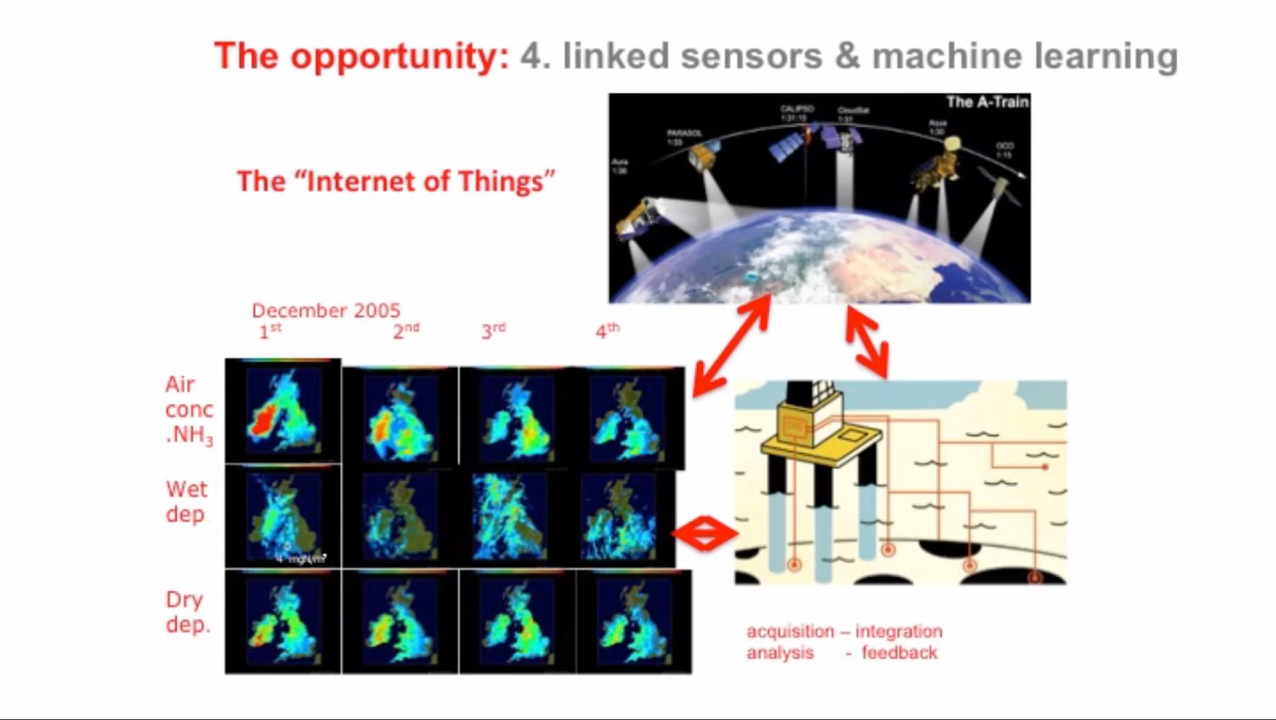 The opportunity: 4. linked sensors & machine learning
The A-Train
CALIPSO
1:31:15
CloudSat
1:31
PARASOL
1:33
Aqua
1:30
OCO
1:15
Aura
1:38
The “Internet of Things”
December 2005
1st 2nd 3rd 4th
Air
conc
.NH3
Wet
dep
Dry
dep.
acquisition – integration
analysis - feedback